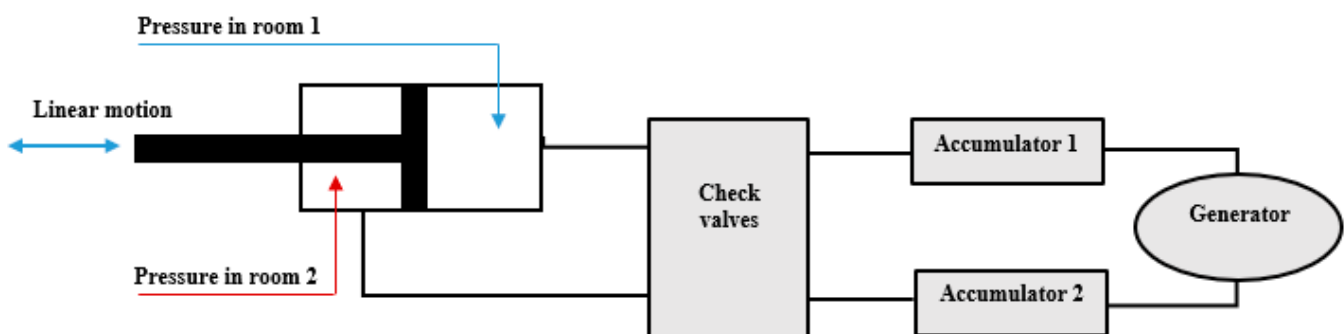 Pressure in room 1
Linear motion
Accumulator 1
Check
valves
Generator
Pressure in room 2
Accumulator 2